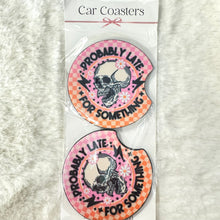 Car Coasters
PROBABLY LATE
FOR SOMETHING
PROBABLY LATE
FOR SOMETHING